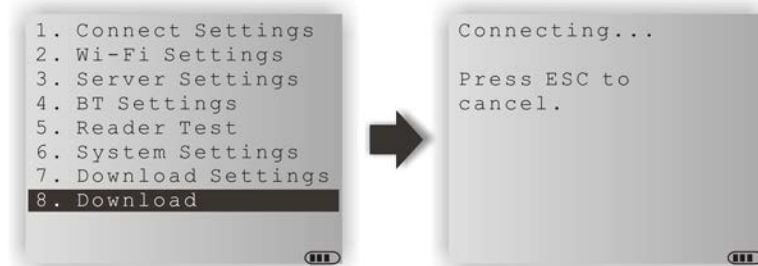 1. Connect Settings
2. Wi-Fi Settings
3. Server Settings
4. BT Settings
5. Reader Test
6. System Settings
7. Download Settings
8. Download
Connecting...
Press ESC to
cancel.